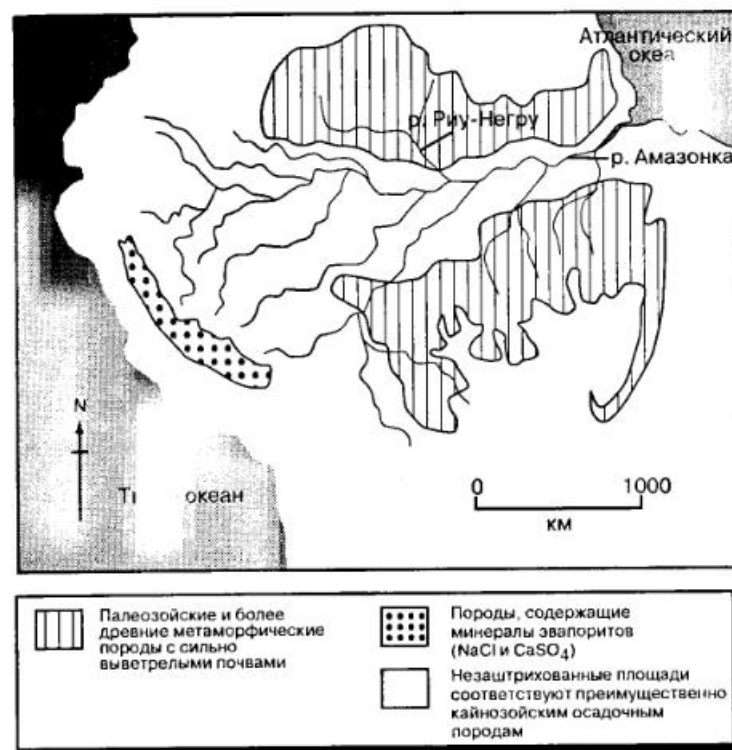 Атлантический
океа
р. Риу-Негру
р. Амазонка
N
океан
0 1000
км
Палеозойские и более
древние метаморфические
породы с сильно
выветрелыми почвами
Породы, содержащие
минералы эвапоритов
(NaCl и CaSO₄)
Незаштрихованные площади
соответствуют преимущественно
кайнозойским осадочным
породам